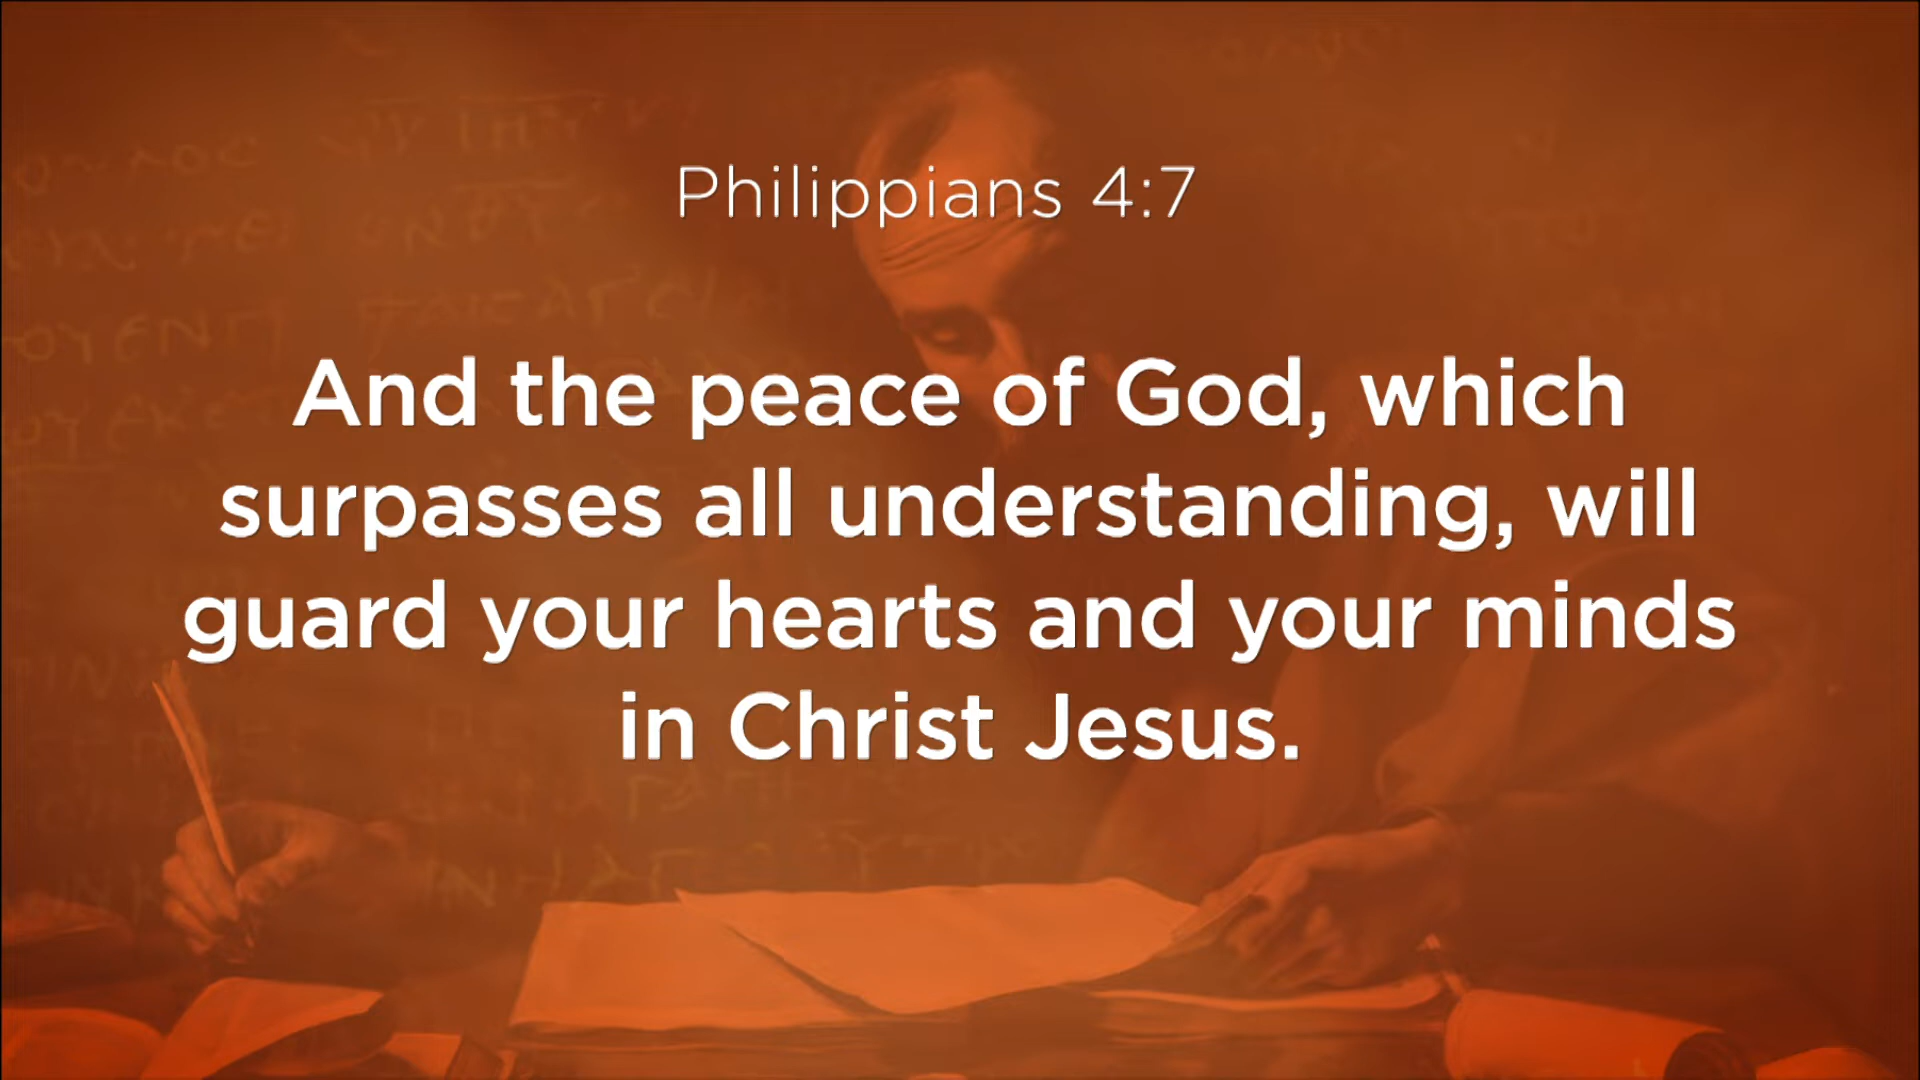 Philippians 4:7
And the peace of God, which
surpasses all understanding, will
guard your hearts and your minds
in Christ Jesus.